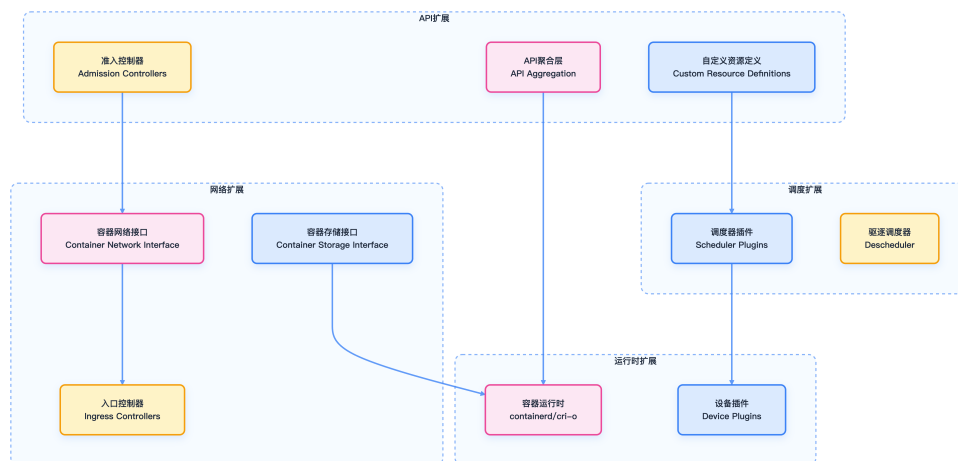 API扩展
准入控制器
Admission Controllers
API聚合层
API Aggregation
自定义资源定义
Custom Resource Definitions
网络扩展
调度扩展
容器网络接口
Container Network Interface
容器存储接口
Container Storage Interface
调度器插件
Scheduler Plugins
驱逐调度器
Descheduler
运行时扩展
入口控制器
Ingress Controllers
容器运行时
containerd/cri-o
设备插件
Device Plugins